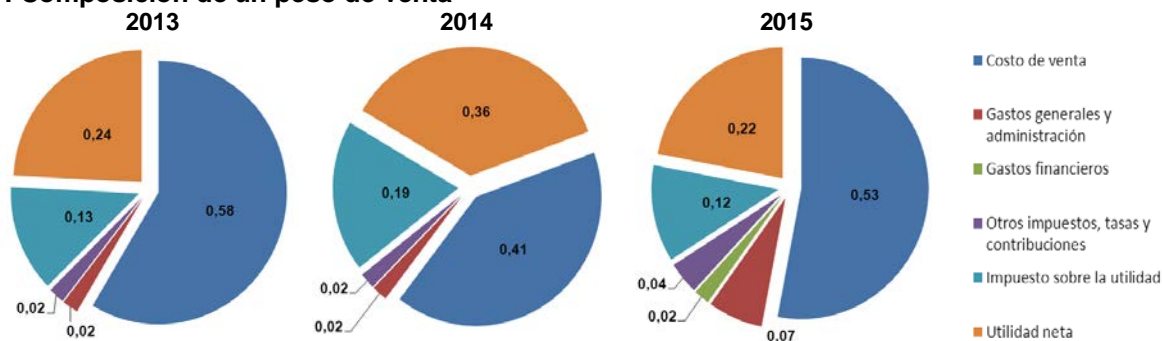 2013
2014
2015
0,24
0,58
0,13
0,02
0,02
0,36
0,19
0,41
0,02
0,02
0,22
0,53
0,12
0,04
0,02
0,07
Costo de venta
Gastos generales y
administración
Gastos financieros
Otros impuestos, tasas y
contribuciones
Impuesto sobre la utilidad
Utilidad neta